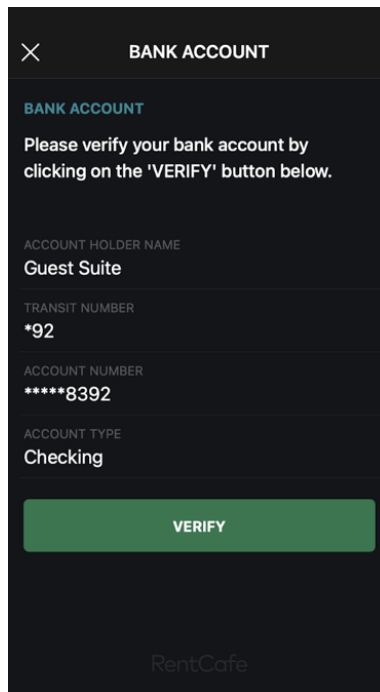 BANK ACCOUNT
BANK ACCOUNT
Please verify your bank account by
clicking on the 'VERIFY' button below.
ACCOUNT HOLDER NAME
Guest Suite
TRANSIT NUMBER
*92
ACCOUNT NUMBER
*****8392
ACCOUNT TYPE
Checking
VERIFY
RentCafe